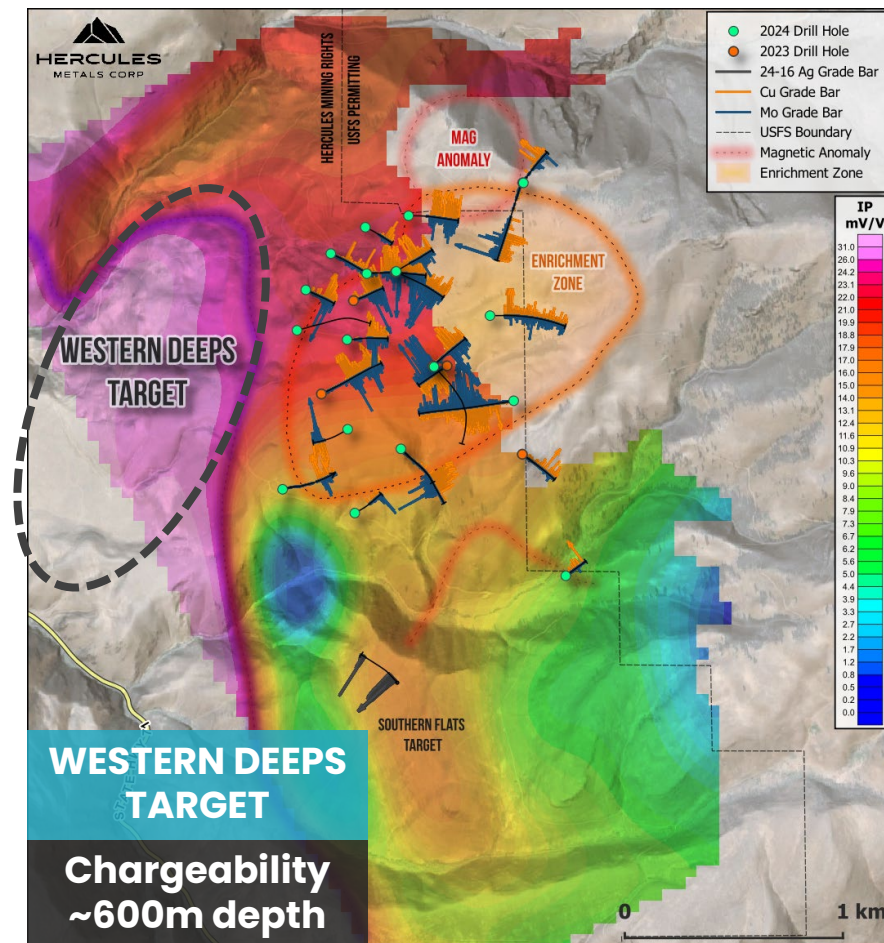 HERCULES
METALS CORP
HERCULES MINING RIGHTS
USFS PERMITTING
MAG
ANOMALY
ENRICHMENT
ZONE
WESTERN DEEPS
TARGET
SOUTHERN FLATS
TARGET
2024 Drill Hole
2023 Drill Hole
24-16 Ag Grade Bar
Cu Grade Bar
Mo Grade Bar
USFS Boundary
Magnetic Anomaly
Enrichment Zone
IP
mV/V
31.0
26.0
24.2
23.1
22.0
21.0
19.9
18.8
17.9
17.0
16.0
15.0
14.0
13.1
12.4
11.6
10.9
10.3
9.6
9.0
8.4
7.9
7.3
6.7
6.2
5.6
5.0
4.4
3.9
3.3
2.7
2.2
1.7
1.2
0.8
0.5
0.2
0.0
WESTERN DEEPS
TARGET
Chargeability
~600m depth
0 1 km